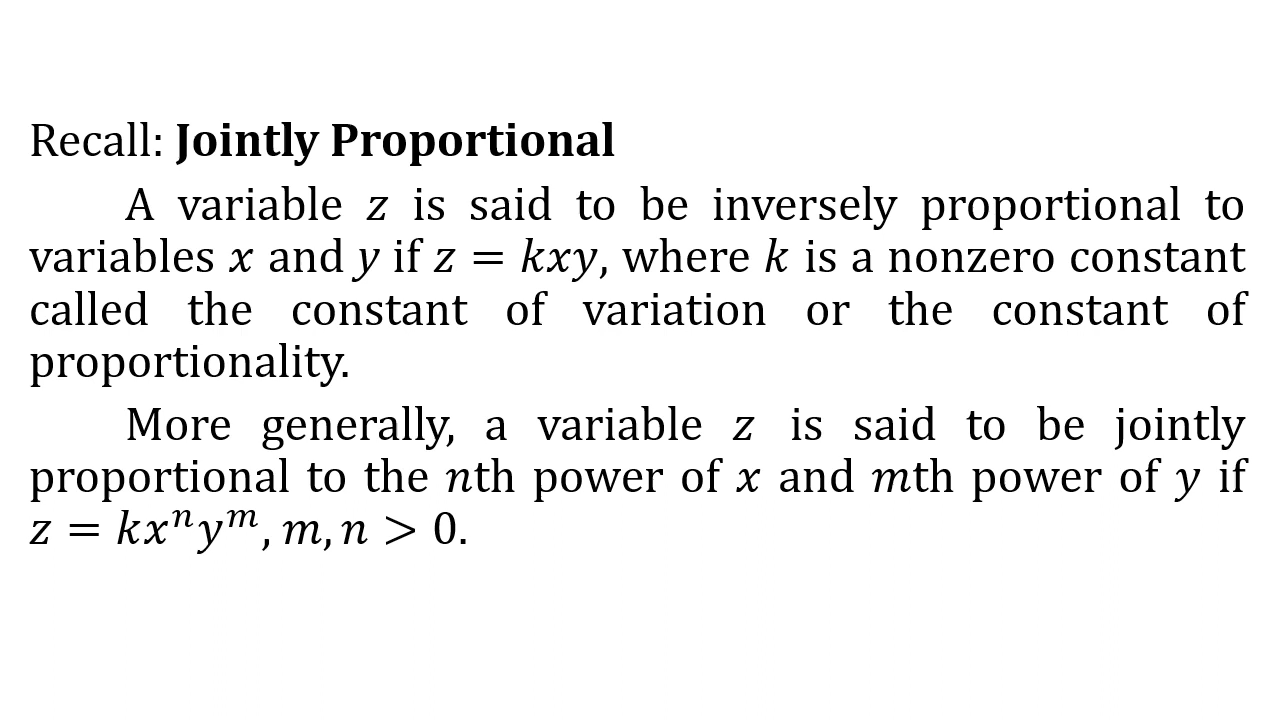 Recall: Jointly Proportional
A variable z is said to be inversely proportional to
variables x and y if z = kxy, where k is a nonzero constant
called the constant of variation or the constant of
proportionality.
More generally, a variable z is said to be jointly
proportional to the nth power of x and mth power of y if
z = kxⁿyᵐ, m, n > 0.